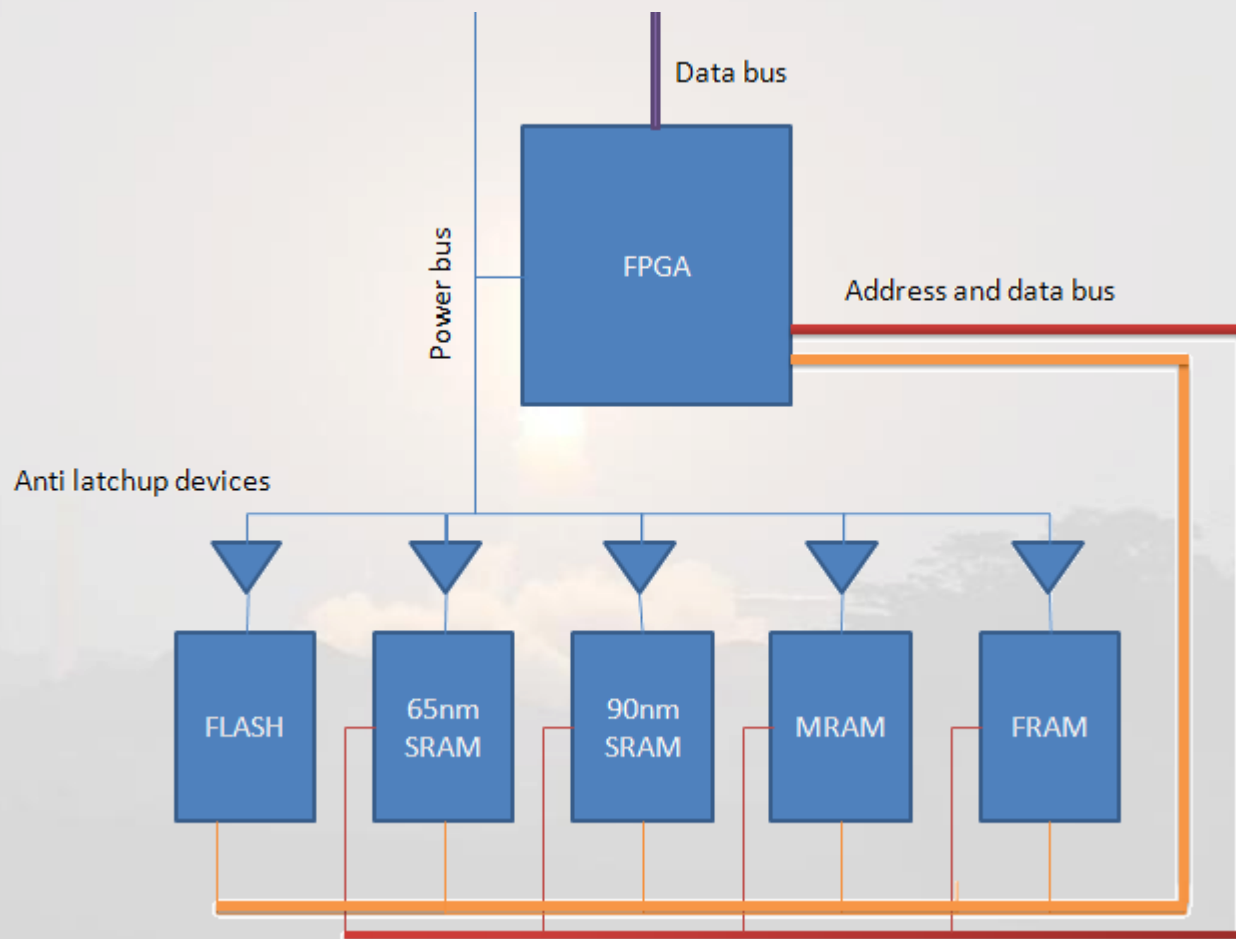 Data bus
Power bus
FPGA
Address and data bus
Anti latchup devices
FLASH
65nm
SRAM
90nm
SRAM
MRAM
FRAM